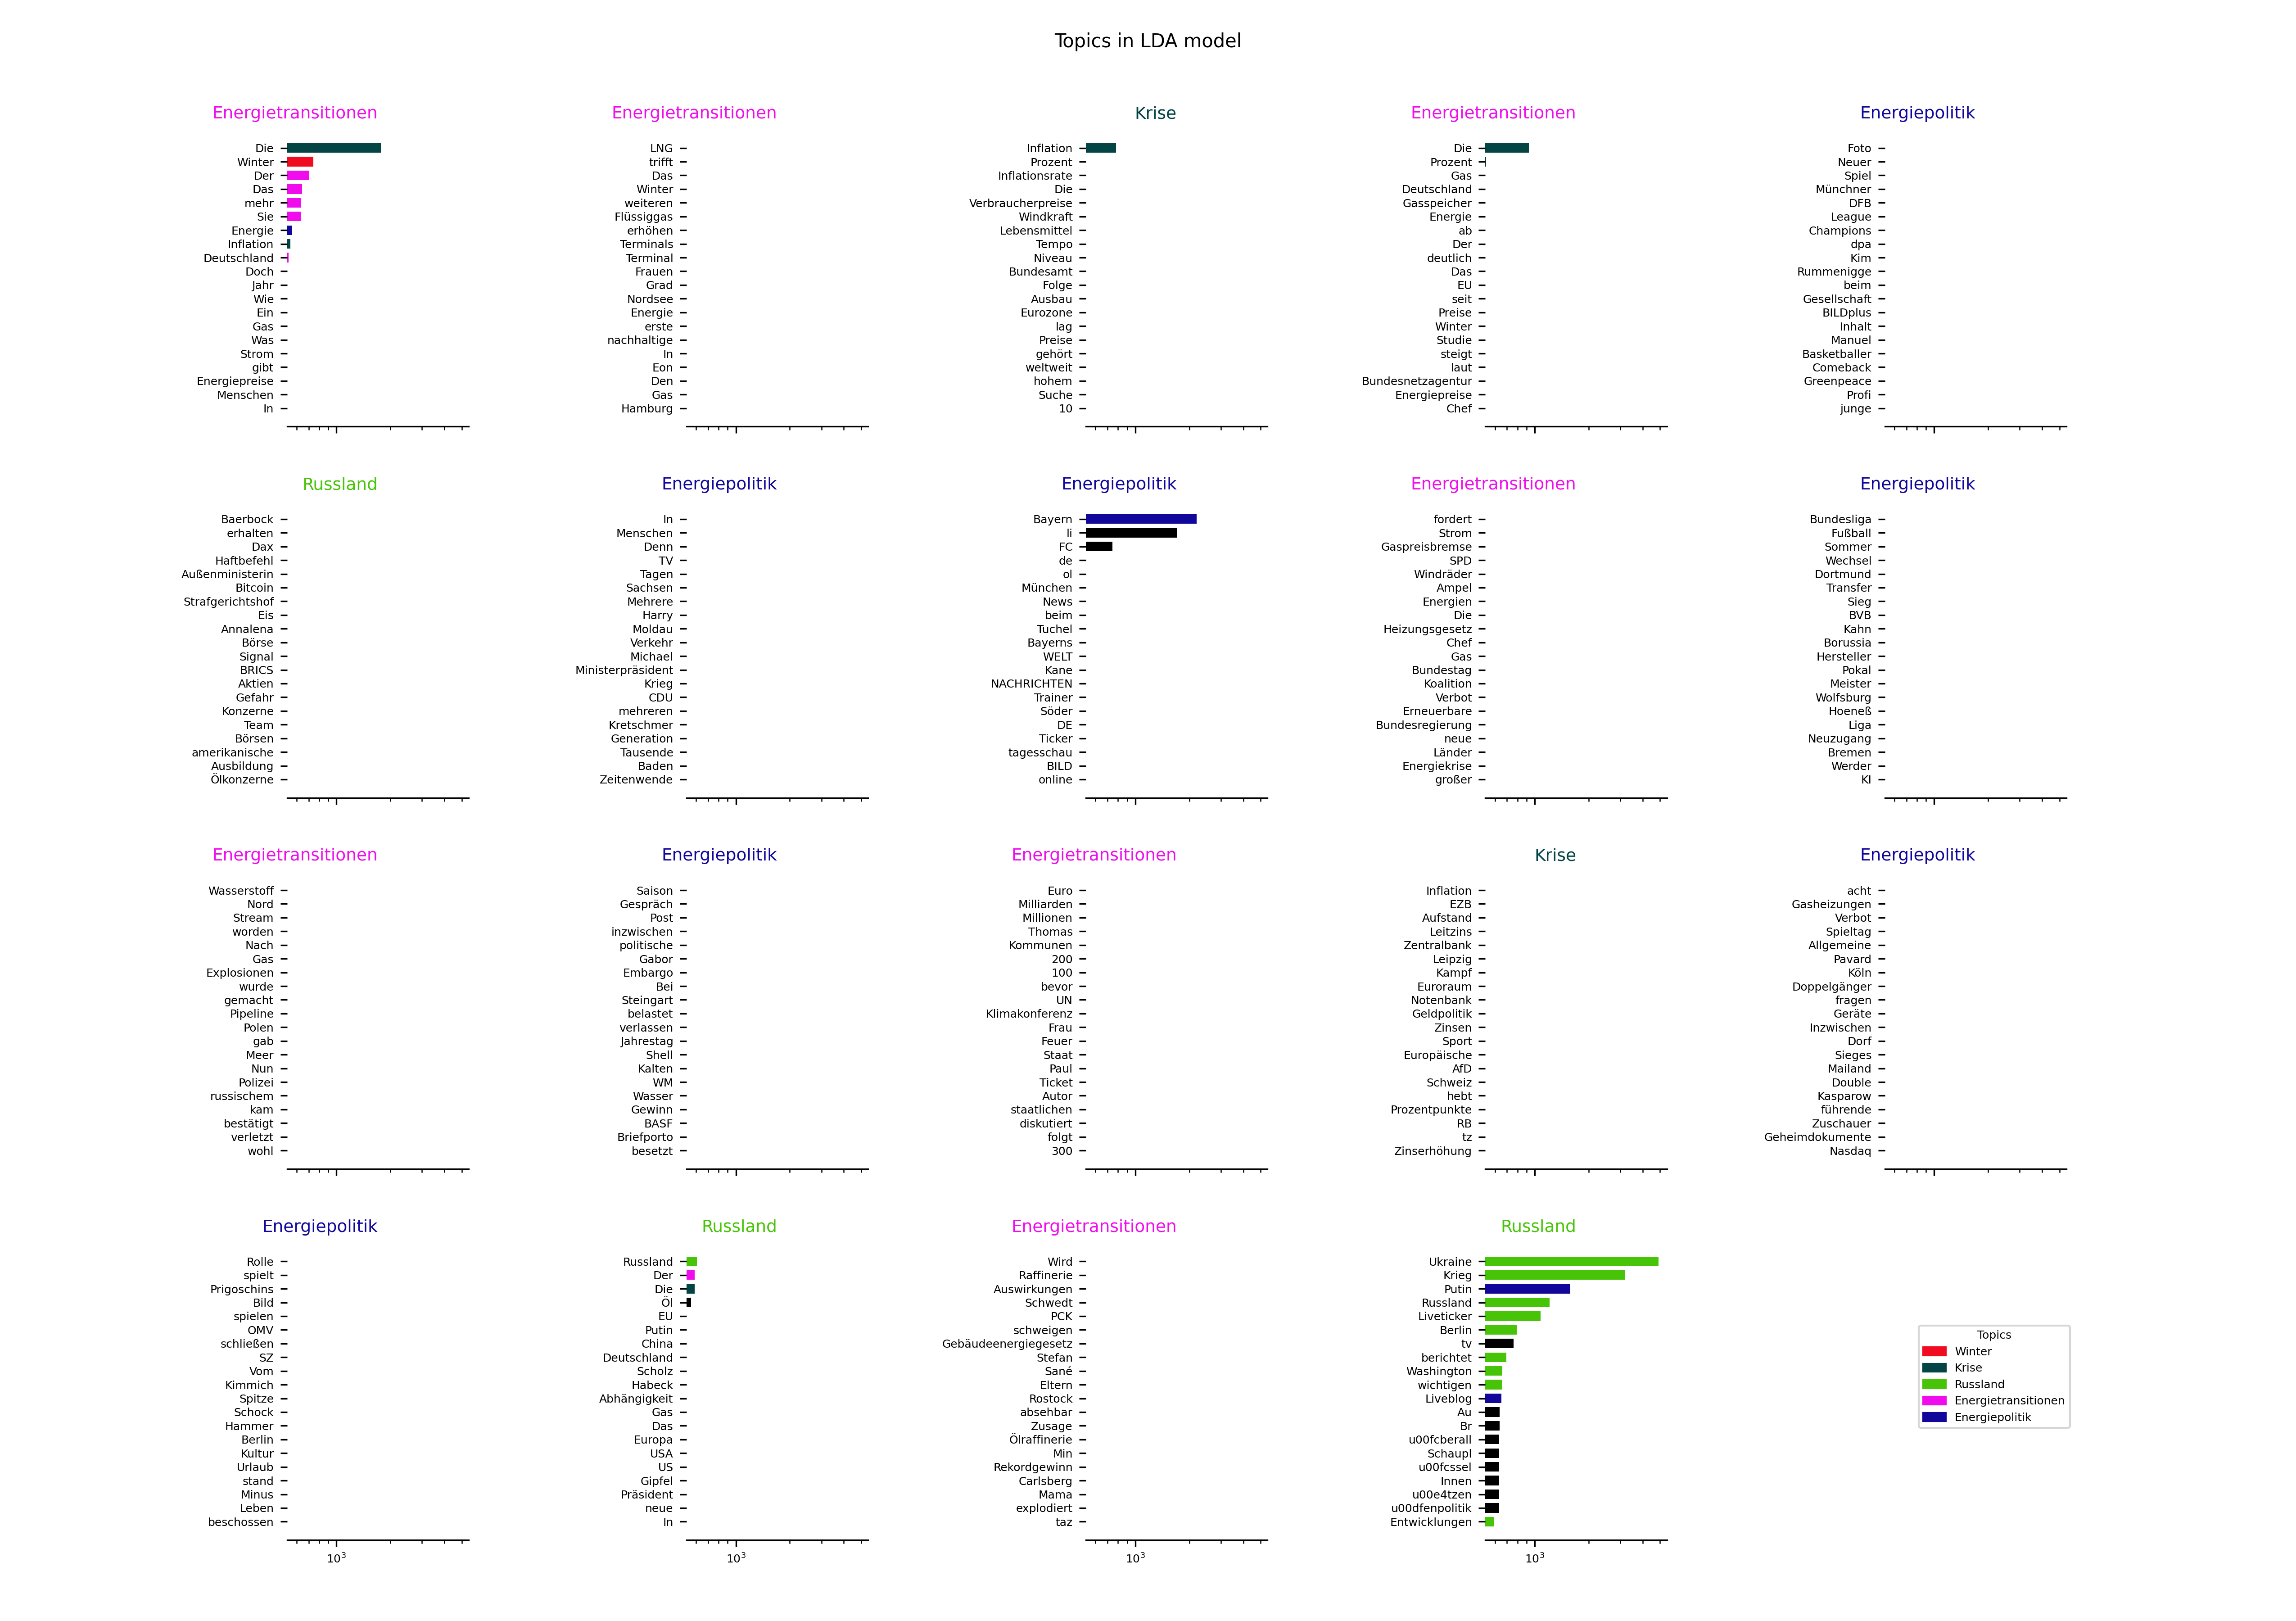 Topics in LDA model
Energietransitionen
Die
Winter
Der
Das
mehr
Sie
Energie
Inflation
Deutschland
Doch
Jahr
Wie
Ein
Gas
Was
Strom
gibt
Energiepreise
Menschen
In
Energietransitionen
LNG
trifft
Das
Winter
weiteren
Flüssiggas
erhöhen
Terminals
Terminal
Frauen
Grad
Nordsee
Energie
erste
nachhaltige
In
Eon
Den
Gas
Hamburg
Krise
Inflation
Prozent
Inflationsrate
Die
Verbraucherpreise
Windkraft
Lebensmittel
Tempo
Niveau
Bundesamt
Folge
Ausbau
Eurozone
lag
Preise
gehört
weltweit
hohem
Suche
10
Energietransitionen
Die
Prozent
Gas
Deutschland
Gasspeicher
Energie
ab
Der
deutlich
Das
EU
seit
Preise
Winter
Studie
steigt
laut
Bundesnetzagentur
Energiepreise
Chef
Energiepolitik
Foto
Neuer
Spiel
Münchner
DFB
League
Champions
dpa
Kim
Rummenigge
beim
Gesellschaft
BILDplus
Inhalt
Manuel
Basketballer
Comeback
Greenpeace
Profi
junge
Russland
Baerbock
erhalten
Dax
Haftbefehl
Außenministerin
Bitcoin
Strafgerichtshof
Eis
Annalena
Börse
Signal
BRICS
Aktien
Gefahr
Konzerne
Team
Börsen
amerikanische
Ausbildung
Ölkonzerne
Energiepolitik
In
Menschen
Denn
TV
Tagen
Sachsen
Mehrere
Harry
Moldau
Verkehr
Michael
Ministerpräsident
Krieg
CDU
mehreren
Kretschmer
Generation
Tausende
Baden
Zeitenwende
Energiepolitik
Bayern
li
FC
de
ol
München
News
beim
Tuchel
Bayerns
WELT
Kane
NACHRICHTEN
Trainer
Söder
DE
Ticker
tagesschau
BILD
online
Energietransitionen
fordert
Strom
Gaspreisbremse
SPD
Windräder
Ampel
Energien
Die
Heizungsgesetz
Chef
Gas
Bundestag
Koalition
Verbot
Erneuerbare
Bundesregierung
neue
Länder
Energiekrise
großer
Energiepolitik
Bundesliga
Fußball
Sommer
Wechsel
Dortmund
Transfer
Sieg
BVB
Kahn
Borussia
Hersteller
Pokal
Meister
Wolfsburg
Hoeneß
Liga
Neuzugang
Bremen
Werder
KI
Energietransitionen
Wasserstoff
Nord
Stream
worden
Nach
Gas
Explosionen
wurde
gemacht
Pipeline
Polen
gab
Meer
Nun
Polizei
russischem
kam
bestätigt
verletzt
wohl
Energiepolitik
Saison
Gespräch
Post
inzwischen
politische
Gabor
Embargo
Bei
Steingart
belastet
verlassen
Jahrestag
Shell
Kalten
WM
Wasser
Gewinn
BASF
Briefporto
besetzt
Energietransitionen
Euro
Milliarden
Millionen
Thomas
Kommunen
200
100
bevor
UN
Klimakonferenz
Frau
Feuer
Staat
Paul
Ticket
Autor
staatlichen
diskutiert
folgt
300
Krise
Inflation
EZB
Aufstand
Leitzins
Zentralbank
Leipzig
Kampf
Euroraum
Notenbank
Geldpolitik
Zinsen
Sport
Europäische
AfD
Schweiz
hebt
Prozentpunkte
RB
tz
Zinserhöhung
Energiepolitik
acht
Gasheizungen
Verbot
Spieltag
Allgemeine
Pavard
Köln
Doppelgänger
fragen
Geräte
Inzwischen
Dorf
Sieges
Mailand
Double
Kasparow
führende
Zuschauer
Geheimdokumente
Nasdaq
Energiepolitik
Rolle
spielt
Prigoschins
Bild
spielen
OMV
schließen
SZ
Vom
Kimmich
Spitze
Schock
Hammer
Berlin
Kultur
Urlaub
stand
Minus
Leben
beschossen
10³
Russland
Russland
Der
Die
Öl
EU
Putin
China
Deutschland
Scholz
Habeck
Abhängigkeit
Gas
Das
Europa
USA
US
Gipfel
Präsident
neue
In
10³
Energietransitionen
Wird
Raffinerie
Auswirkungen
Schwedt
PCK
schweigen
Gebäudeenergiegesetz
Stefan
Sané
Eltern
Rostock
absehbar
Zusage
Ölraffinerie
Min
Rekordgewinn
Carlsberg
Mama
explodiert
taz
10³
Russland
Ukraine
Krieg
Putin
Russland
Liveticker
Berlin
tv
berichtet
Washington
wichtigen
Liveblog
Au
Br
u00fcberall
Schaupl
u00fcssel
Innen
u00e4tzen
u00dfenpolitik
Entwicklungen
10³
Topics
Winter
Krise
Russland
Energietransitionen
Energiepolitik